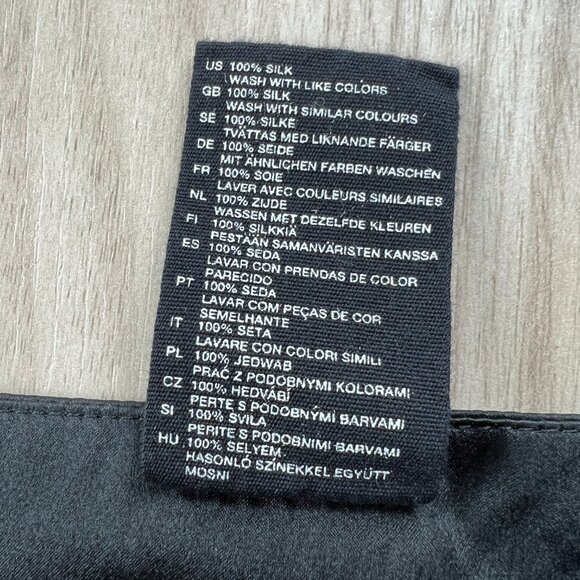 US 100% SILK
WASH WITH LIKE COLORS
GB 100% SILK
WASH WITH SIMILAR COLOURS
SE 100% SILKE
TVÄTTAS MED LIKNANDE FÄRGER
DE 100% SEIDE
MIT ÄHNLICHEN FARBEN WASCHEN
FR 100% SOIE
LAVER AVEC COULEURS SIMILAIRES
NL 100% ZIJDE
WASSEN MET DEZELFDE KLEUREN
FI 100% SILKKIÄ
PESTÄÄN SAMANVÄRISTEN KANSSA
ES 100% SEDA
LAVAR CON PRENDAS DE COLOR
PARECIDO
PT 100% SEDA
LAVAR COM PEÇAS DE COR
SEMELHANTE
IT 100% SETA
LAVARE CON COLORI SIMILI
PL 100% JEDWAB
PRAĆ Z PODOBNYMI KOLORAMI
CZ 100% HEDVÁBÍ
PERTE S PODOBNÝMI BARVAMI
SI 100% SVILA
PERITE S PODOBNIMI BARVAMI
HU 100% SELYEM
HASONLÓ SZÍNEKKEL EGYÜTT
MOSNI